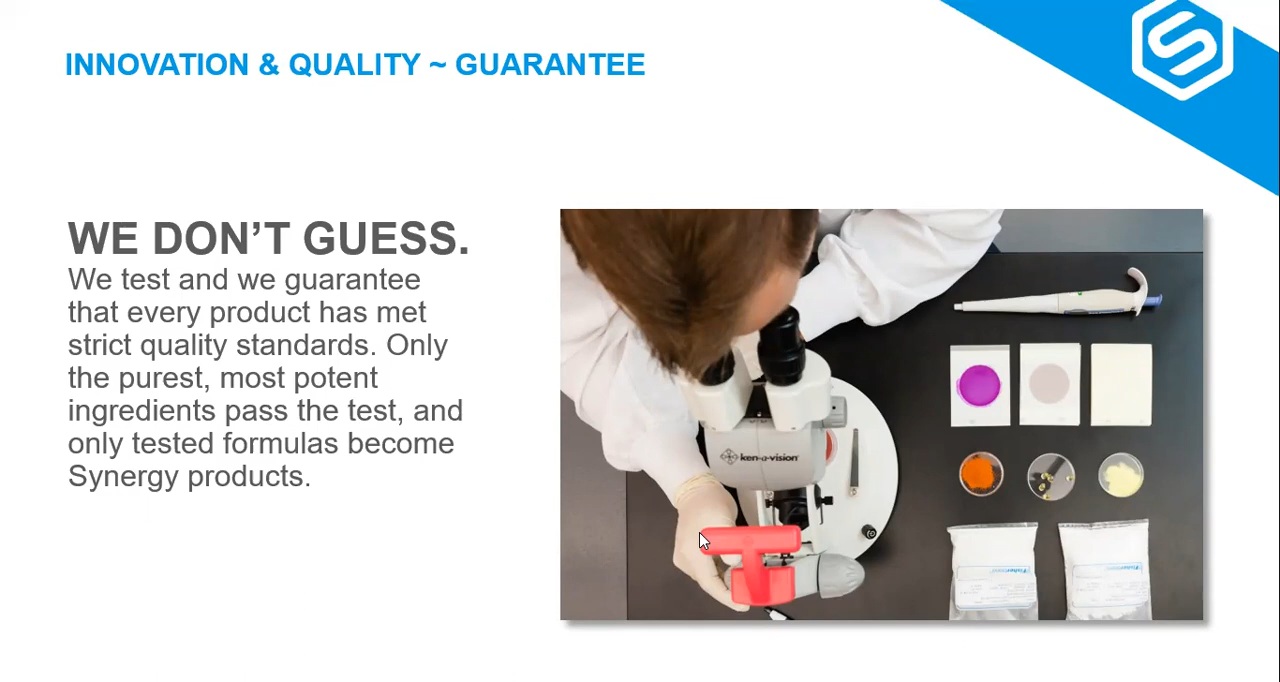 INNOVATION & QUALITY ~ GUARANTEE
WE DON’T GUESS.
We test and we guarantee
that every product has met
strict quality standards. Only
the purest, most potent
ingredients pass the test, and
only tested formulas become
Synergy products.
ken-a-vision